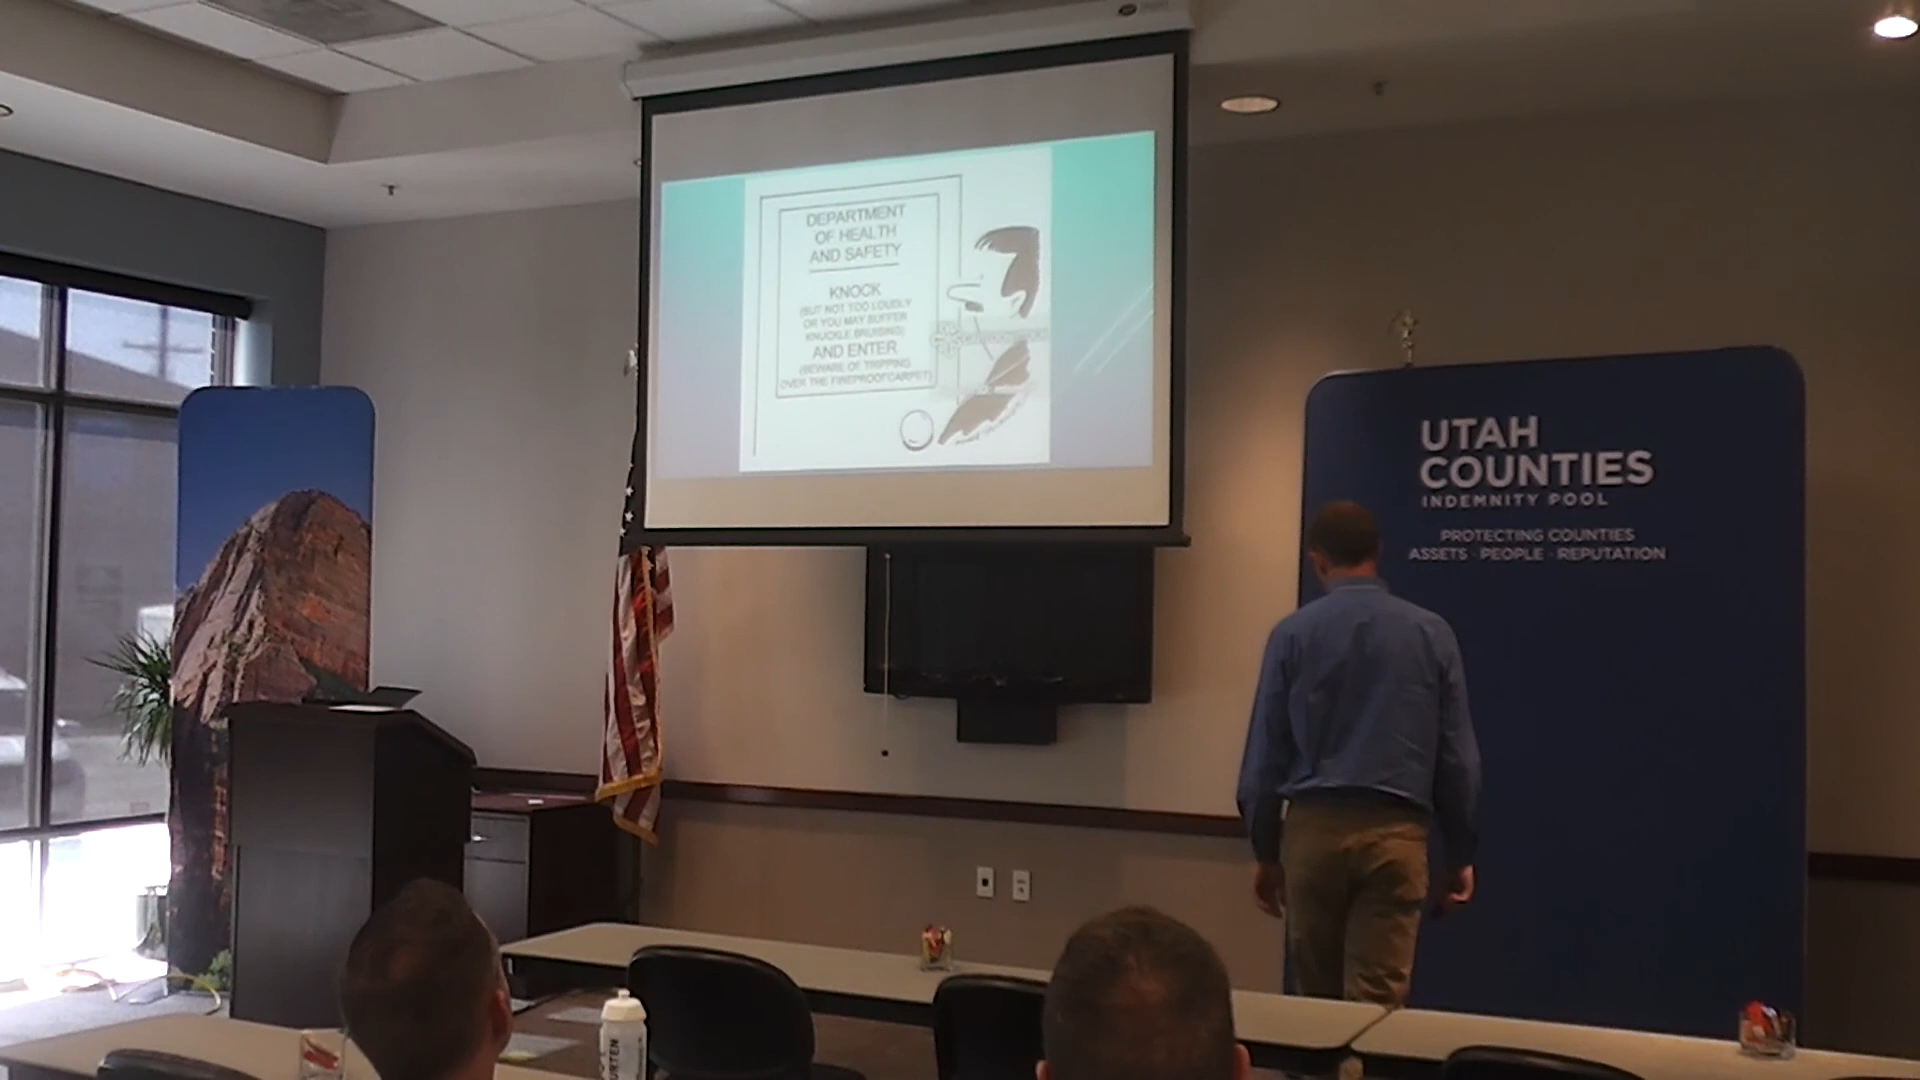 DEPARTMENT
OF HEALTH
AND SAFETY
KNOCK
(BUT NOT TOO LOUDLY
OR YOU MAY SUFFER
KNUCKLE BRUISING)
AND ENTER
(BEWARE OF TRIPPING
OVER THE FIREPROOF CARPET)
UTAH
COUNTIES
INDEMNITY POOL
PROTECTING COUNTIES
ASSETS · PEOPLE · REPUTATION